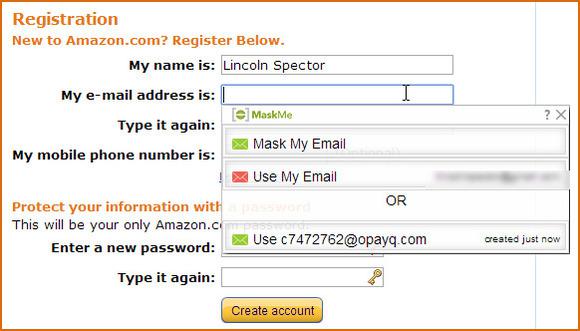 Registration
New to Amazon.com? Register Below.
My name is: Lincoln Spector
My e-mail address is:
MaskMe ? X
Type it again:
Mask My Email
My mobile phone number is:
Use My Email
OR
Protect your information with a password
This will be your only Amazon.com password.
Use c7472762@opayq.com created just now
Enter a new password:
Type it again:
Create account